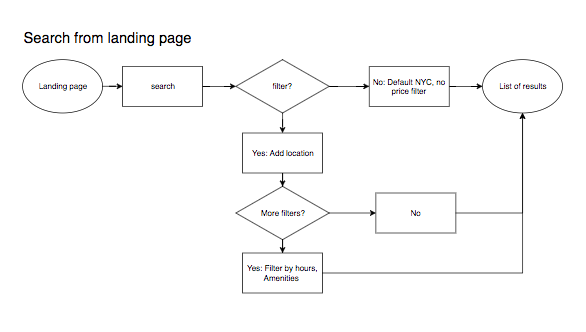 Search from landing page
Landing page
search
filter?
No: Default NYC, no
price filter
List of results
Yes: Add location
More filters?
No
Yes: Filter by hours,
Amenities